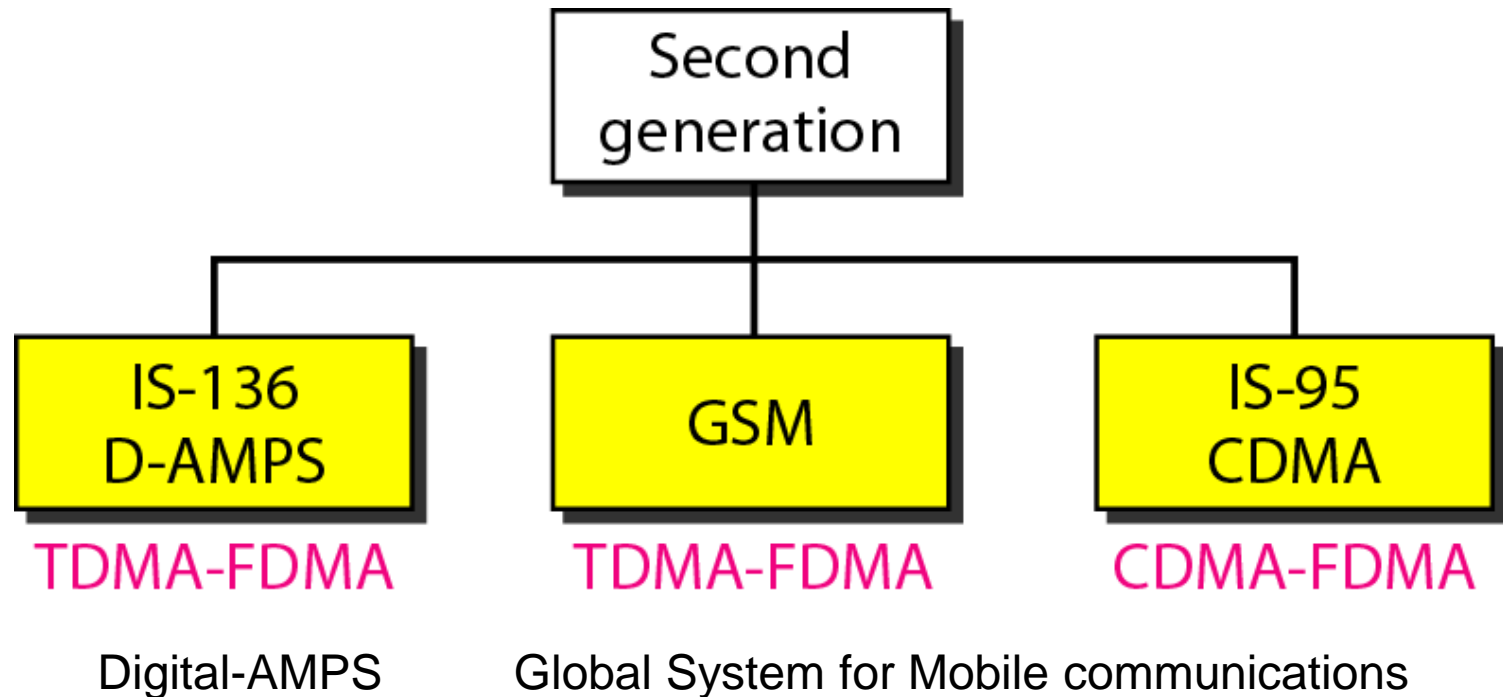 Second
generation
IS-136
D-AMPS
GSM
IS-95
CDMA
TDMA-FDMA
TDMA-FDMA
CDMA-FDMA
Digital-AMPS
Global System for Mobile communications